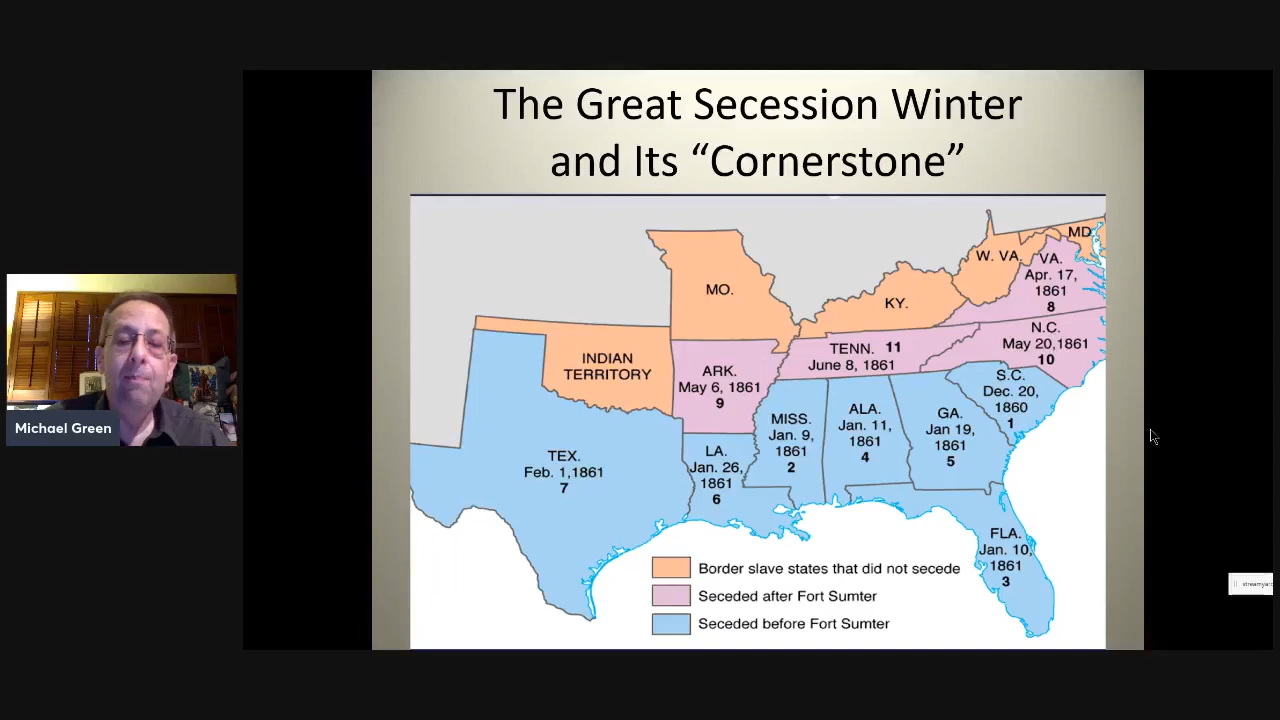 The Great Secession Winter
and Its “Cornerstone”
MD
W. VA.
VA.
Apr. 17,
1861
8
MO.
KY.
N.C.
May 20,1861
10
TENN. 11
June 8, 1861
INDIAN
TERRITORY
ARK.
May 6, 1861
9
S.C.
Dec. 20,
1860
1
MISS.
Jan. 9,
1861
2
ALA.
Jan. 11,
1861
4
GA.
Jan 19,
1861
5
TEX.
Feb. 1,1861
7
LA.
Jan. 26,
1861
6
FLA.
Jan. 10,
1861
3
Border slave states that did not secede
Seceded after Fort Sumter
Seceded before Fort Sumter
Michael Green